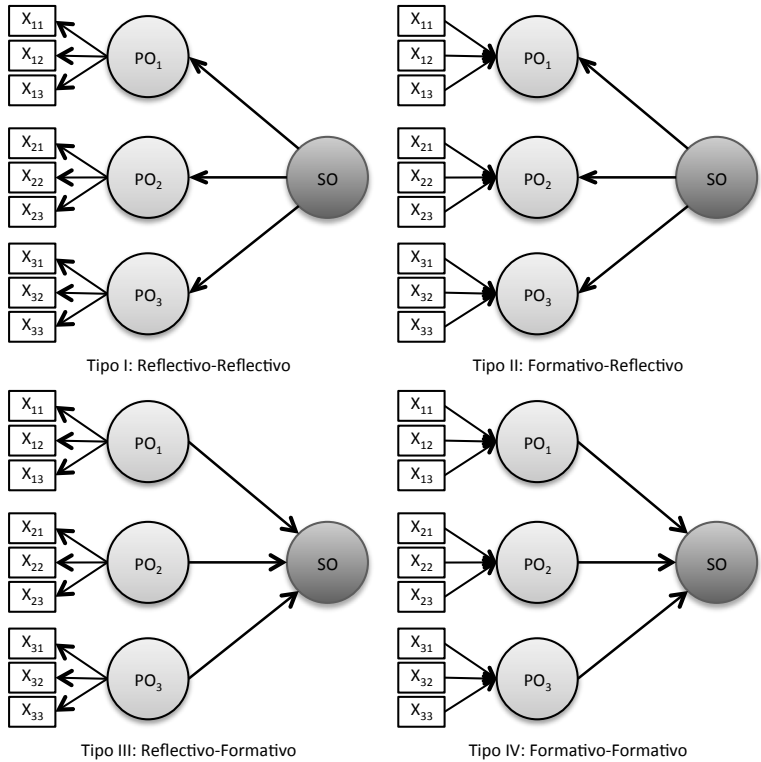 X11
X12
X13
PO1
X21
X22
X23
PO2
SO
X31
X32
X33
PO3
Tipo I: Reflectivo-Reflectivo
X11
X12
X13
PO1
X21
X22
X23
PO2
SO
X31
X32
X33
PO3
Tipo II: Formativo-Reflectivo
X11
X12
X13
PO1
X21
X22
X23
PO2
SO
X31
X32
X33
PO3
Tipo III: Reflectivo-Formativo
X11
X12
X13
PO1
X21
X22
X23
PO2
SO
X31
X32
X33
PO3
Tipo IV: Formativo-Formativo